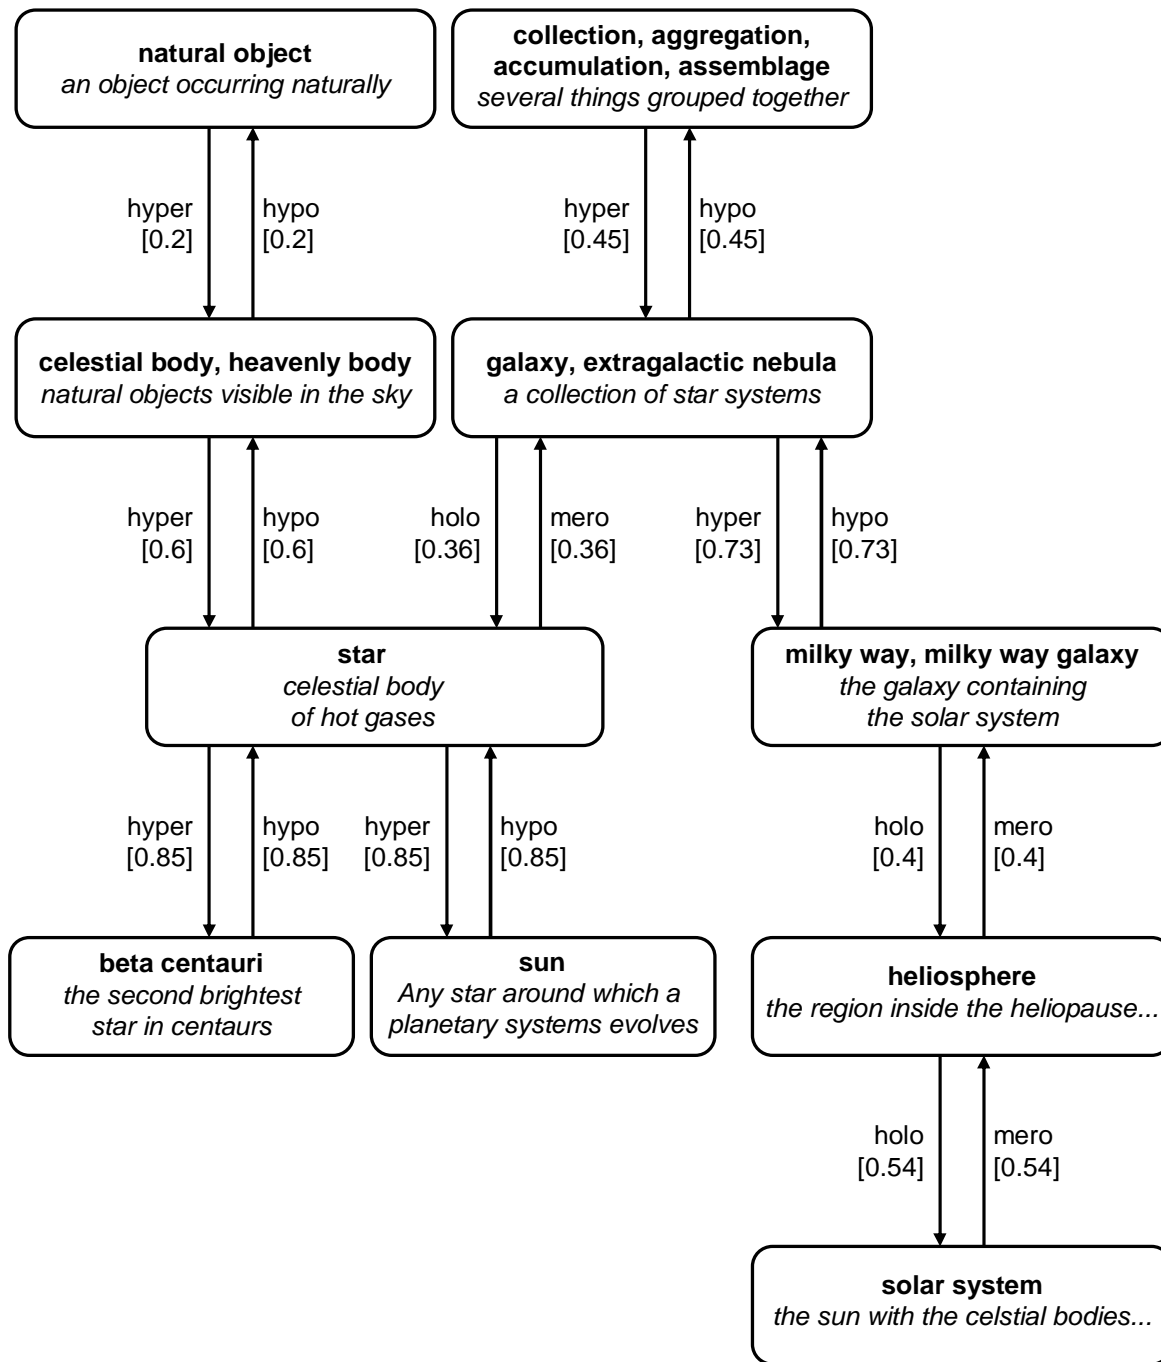 natural object
an object occurring naturally
collection, aggregation,
accumulation, assemblage
several things grouped together
hyper
[0.2]
hypo
[0.2]
hyper
[0.45]
hypo
[0.45]
celestial body, heavenly body
natural objects visible in the sky
galaxy, extragalactic nebula
a collection of star systems
hyper
[0.6]
hypo
[0.6]
holo
[0.36]
mero
[0.36]
hyper
[0.73]
hypo
[0.73]
star
celestial body
of hot gases
milky way, milky way galaxy
the galaxy containing
the solar system
hyper
[0.85]
hypo
[0.85]
hyper
[0.85]
hypo
[0.85]
holo
[0.4]
mero
[0.4]
beta centauri
the second brightest
star in centaurs
sun
Any star around which a
planetary systems evolves
heliosphere
the region inside the heliopause...
holo
[0.54]
mero
[0.54]
solar system
the sun with the celstial bodies...